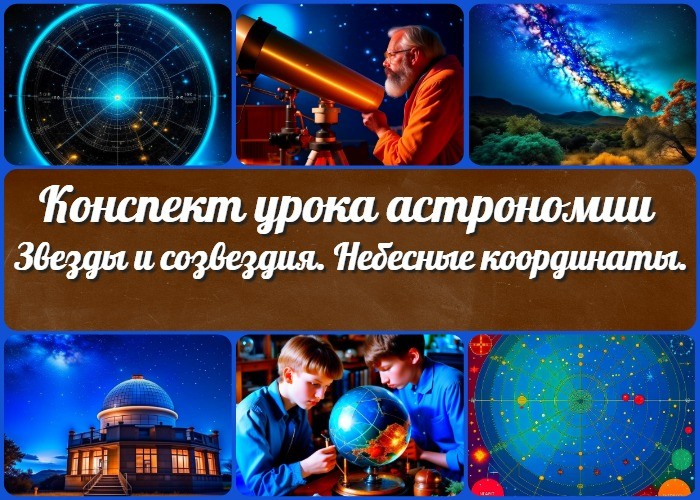 Конспект урока астрономии
Звезды и созвездия. Небесные координаты.